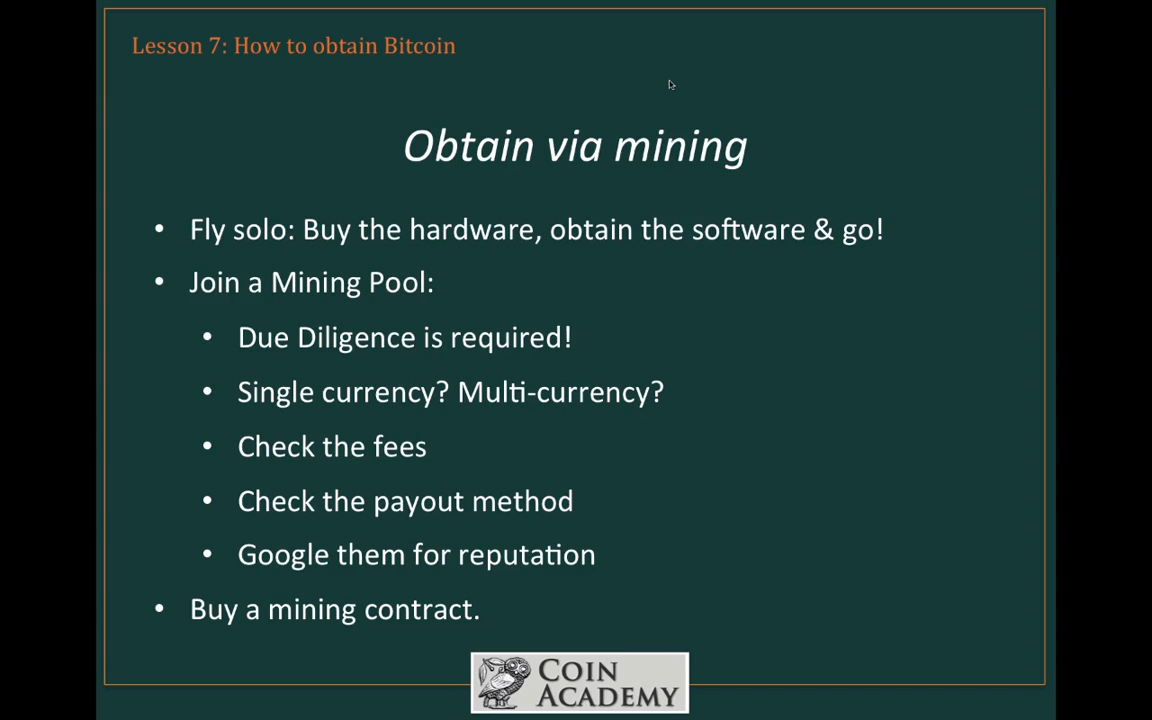 Lesson 7: How to obtain Bitcoin
Obtain via mining
• Fly solo: Buy the hardware, obtain the software & go!
• Join a Mining Pool:
• Due Diligence is required!
• Single currency? Multi-currency?
• Check the fees
• Check the payout method
• Google them for reputation
• Buy a mining contract.
COIN
ACADEMY